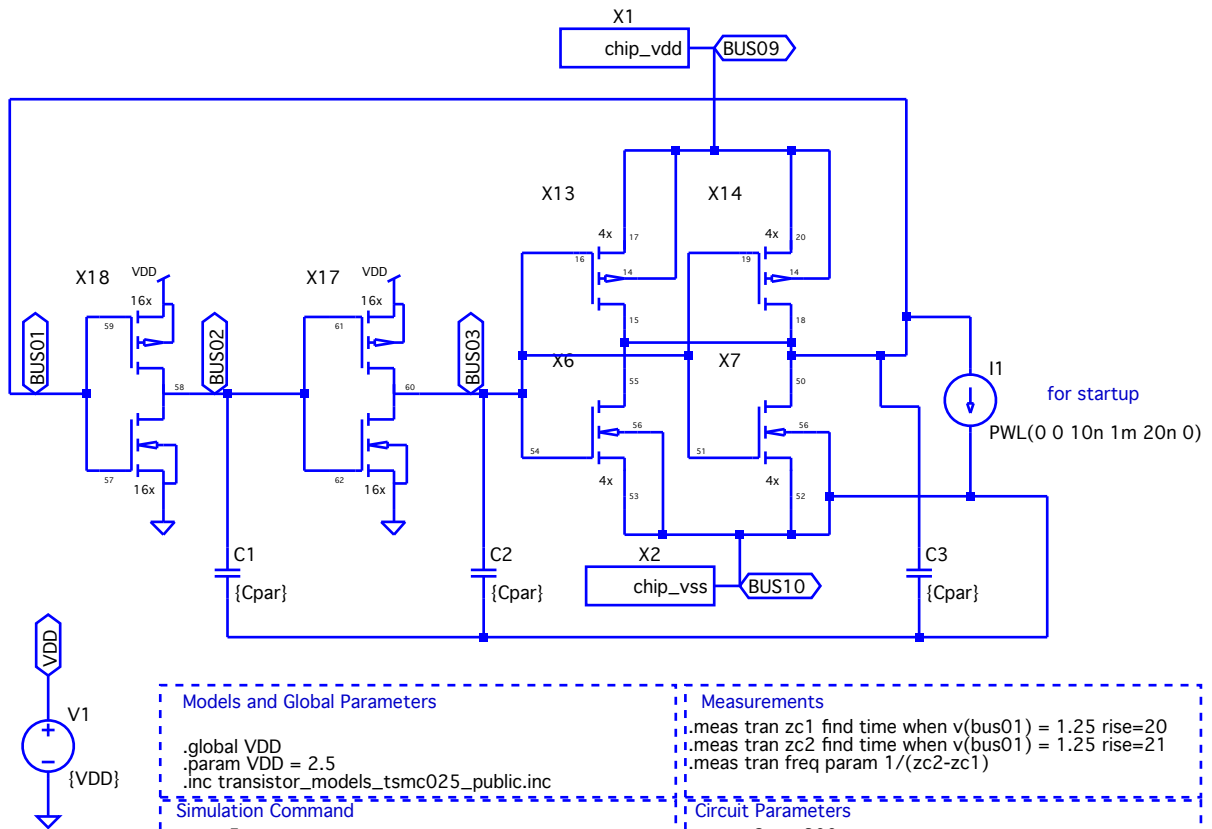 X1
chip_vdd
BUS09
X13
X14
4x
17
4x
20
16
14
19
14
X18
VDD
X17
VDD
16x
16x
15
18
59
61
BUS01
BUS02
BUS03
X6
X7
I1
58
60
55
50
for startup
56
56
PWL(0 0 10n 1m 20n 0)
54
51
57
62
16x
16x
4x
4x
53
52
C1
C2
X2
C3
{Cpar}
{Cpar}
chip_vss
BUS10
{Cpar}
VDD
V1
{VDD}
Models and Global Parameters
.global VDD
.param VDD = 2.5
.inc transistor_models_tsmc025_public.inc
Measurements
.meas tran zc1 find time when v(bus01) = 1.25 rise=20
.meas tran zc2 find time when v(bus01) = 1.25 rise=21
.meas tran freq param 1/(zc2-zc1)
Simulation Command
Circuit Parameters